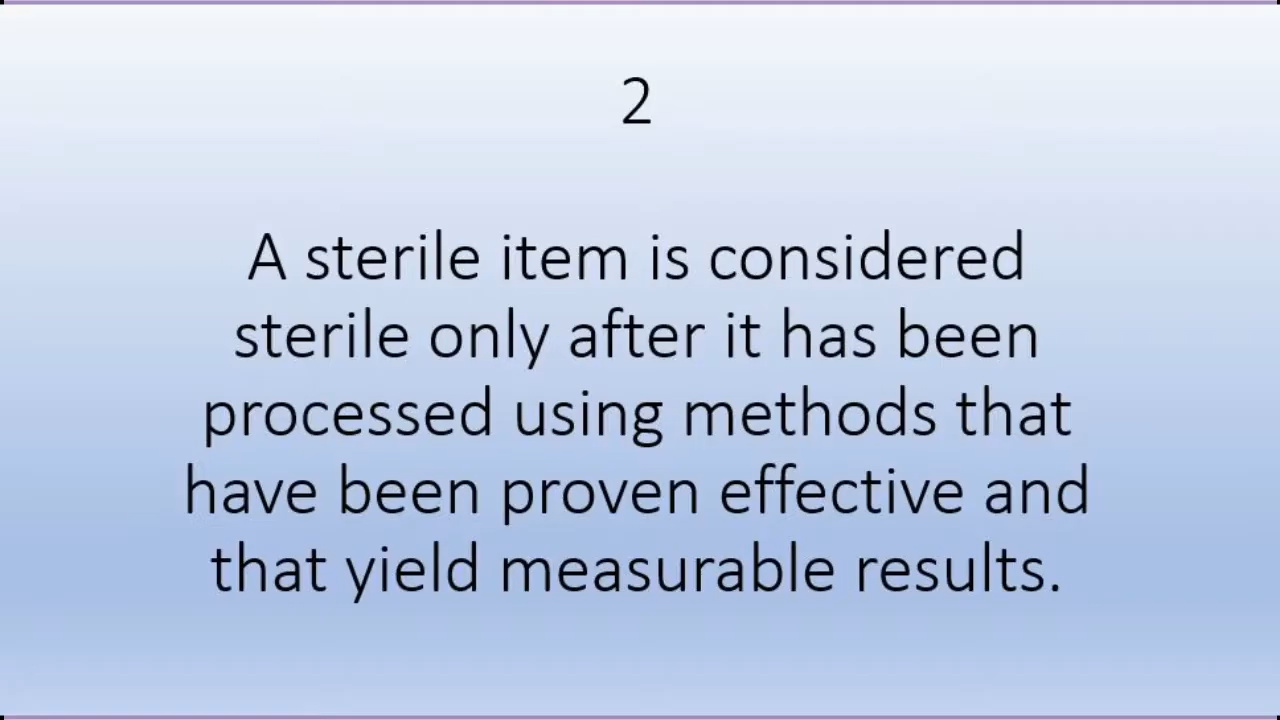 2
A sterile item is considered
sterile only after it has been
processed using methods that
have been proven effective and
that yield measurable results.